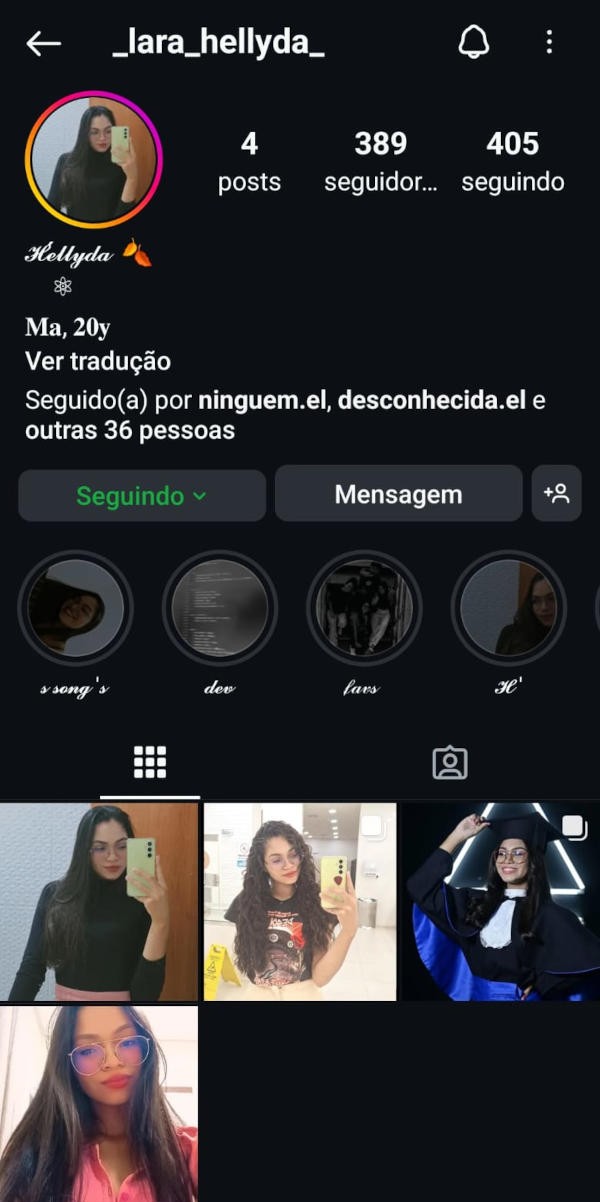 _lara_hellyda_
4
posts
389
seguidor...
405
seguindo
Hellyda 🍂
⚛
Ma, 20y
Ver tradução
Seguido(a) por ninguem.el, desconhecida.el e
outras 36 pessoas
Seguindo
Mensagem
s song's
dev
favs
H'